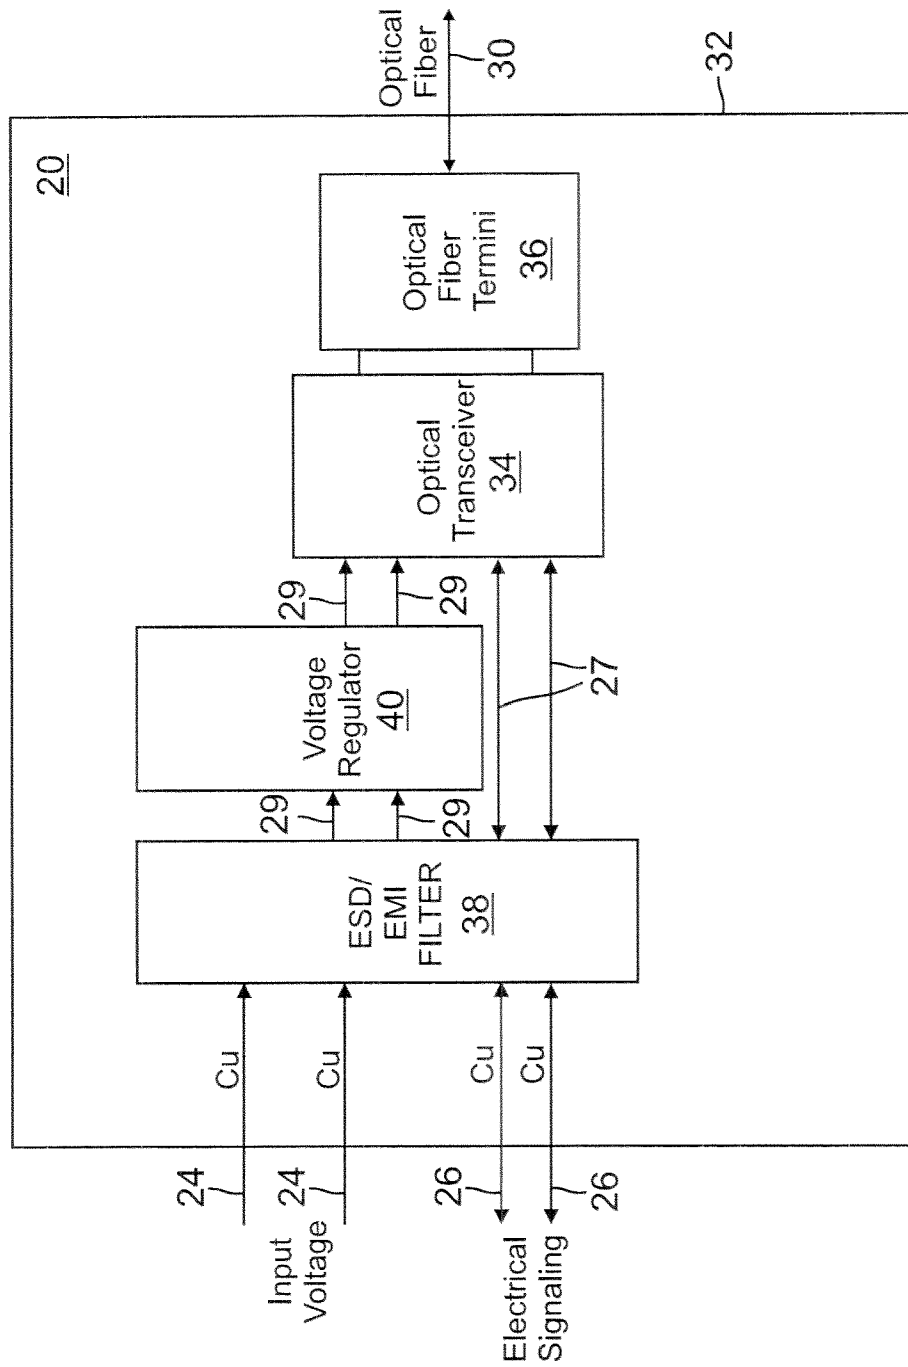 20
32
Optical
Fiber
30
Optical
Fiber
Termini
36
Optical
Transceiver
34
29
29
27
Voltage
Regulator
40
29
29
ESD/
EMI
FILTER
38
Cu
Cu
Cu
Cu
24
24
26
26
Input
Voltage
Electrical
Signaling